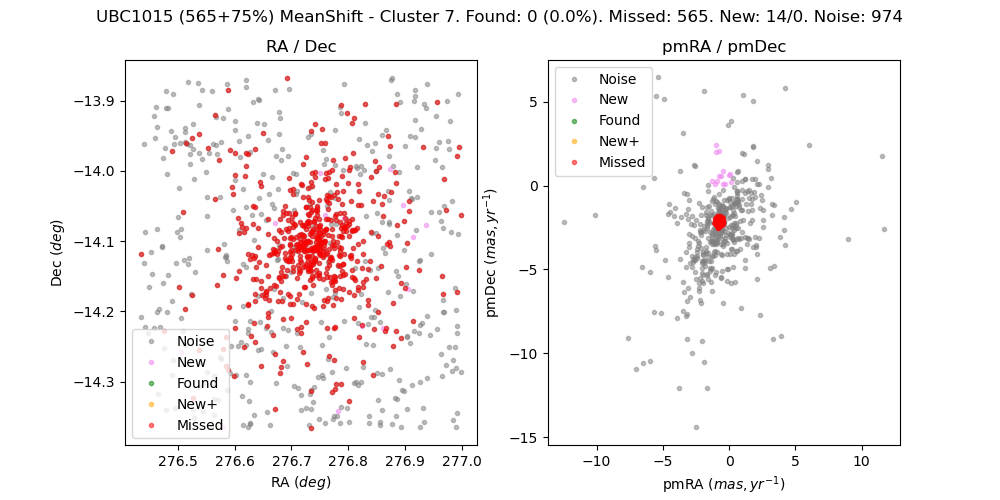 UBC1015 (565+75%) MeanShift - Cluster 7. Found: 0 (0.0%). Missed: 565. New: 14/0. Noise: 974
RA / Dec
−13.9
−14.0
−14.1
−14.2
−14.3
Dec (deg)
Noise
New
Found
New+
Missed
276.5
276.6
276.7
276.8
276.9
277.0
RA (deg)
pmRA / pmDec
5
0
−5
−10
−15
pmDec (mas, yr⁻¹)
Noise
New
Found
New+
Missed
−10
−5
0
5
10
pmRA (mas, yr⁻¹)